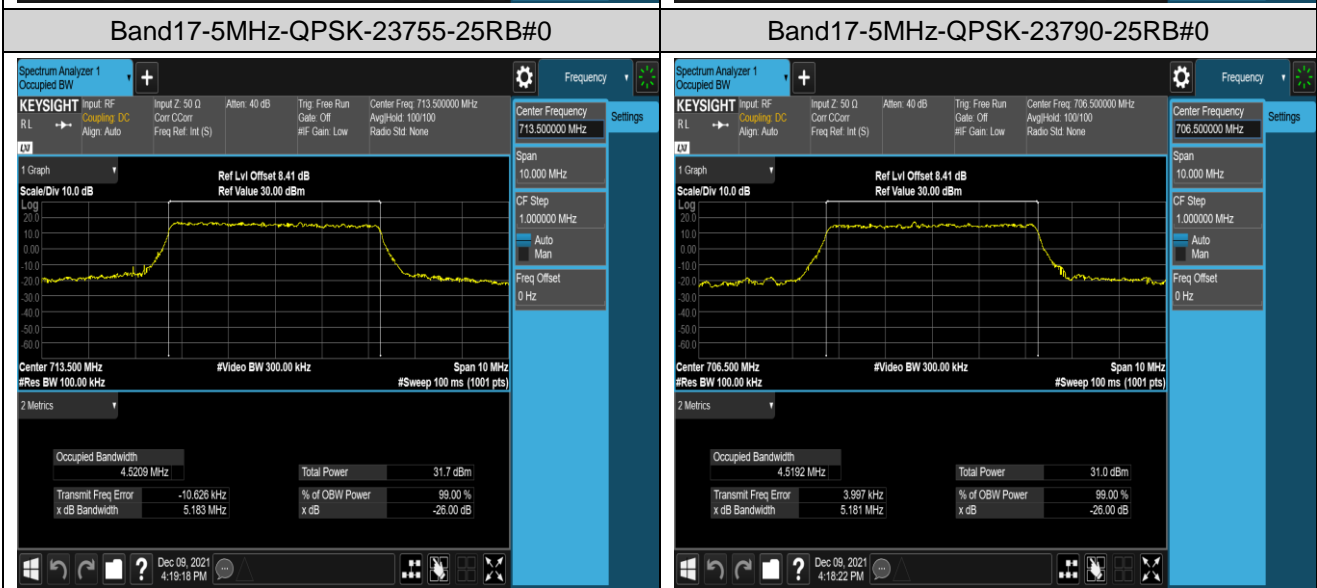 Band17-5MHz-QPSK-23755-25RB#0
Band17-5MHz-QPSK-23790-25RB#0
Spectrum Analyzer 1
Occupied BW
Frequency
KEYSIGHT
RL
LXI
Input: RF
Coupling: DC
Align: Auto
Input Z: 50 Ω
Corr CCorr
Freq Ref: Int (S)
Atten: 40 dB
Trig: Free Run
Gate: Off
#IF Gain: Low
Center Freq: 713.500000 MHz
Avg|Hold: 100/100
Radio Std: None
Center Frequency
713.500000 MHz
Settings
Span
10.000 MHz
CF Step
1.000000 MHz
Auto
Man
Freq Offset
0 Hz
1 Graph
Ref Lvl Offset 8.41 dB
Scale/Div 10.0 dB
Ref Value 30.00 dBm
Log
20.0
10.0
0.00
-10.0
-20.0
-30.0
-40.0
-50.0
-60.0
Center 713.500 MHz
#Video BW 300.00 kHz
Span 10 MHz
#Res BW 100.00 kHz
#Sweep 100 ms (1001 pts)
2 Metrics
Occupied Bandwidth
4.5209 MHz
Total Power
31.7 dBm
Transmit Freq Error
-10.626 kHz
% of OBW Power
99.00 %
x dB Bandwidth
5.183 MHz
x dB
-26.00 dB
?
Dec 09, 2021
4:19:18 PM
Spectrum Analyzer 1
Occupied BW
Frequency
KEYSIGHT
RL
LXI
Input: RF
Coupling: DC
Align: Auto
Input Z: 50 Ω
Corr CCorr
Freq Ref: Int (S)
Atten: 40 dB
Trig: Free Run
Gate: Off
#IF Gain: Low
Center Freq: 706.500000 MHz
Avg|Hold: 100/100
Radio Std: None
Center Frequency
706.500000 MHz
Settings
Span
10.000 MHz
CF Step
1.000000 MHz
Auto
Man
Freq Offset
0 Hz
1 Graph
Ref Lvl Offset 8.41 dB
Scale/Div 10.0 dB
Ref Value 30.00 dBm
Log
20.0
10.0
0.00
-10.0
-20.0
-30.0
-40.0
-50.0
-60.0
Center 706.500 MHz
#Video BW 300.00 kHz
Span 10 MHz
#Res BW 100.00 kHz
#Sweep 100 ms (1001 pts)
2 Metrics
Occupied Bandwidth
4.5192 MHz
Total Power
31.0 dBm
Transmit Freq Error
3.997 kHz
% of OBW Power
99.00 %
x dB Bandwidth
5.181 MHz
x dB
-26.00 dB
?
Dec 09, 2021
4:18:22 PM